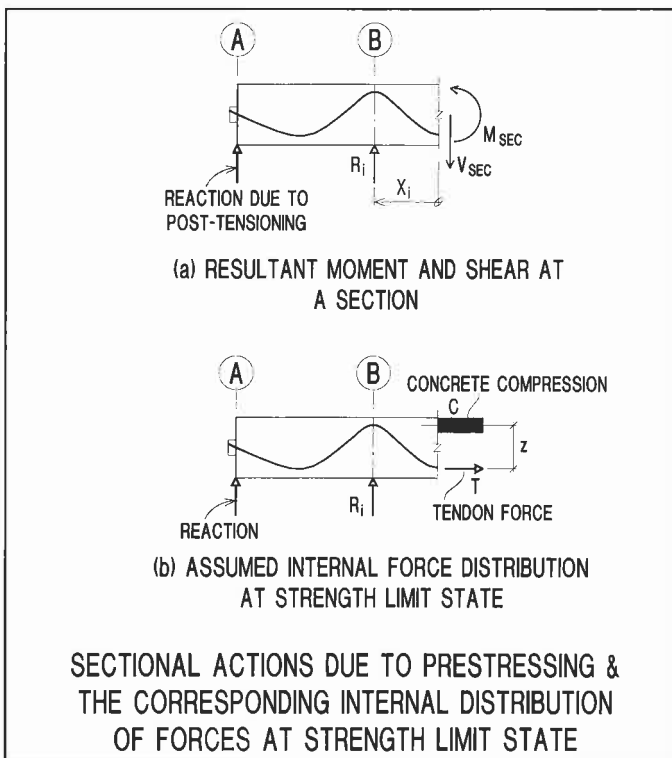 A
B
M SEC
V SEC
R i
X i
REACTION DUE TO
POST-TENSIONING
(a) RESULTANT MOMENT AND SHEAR AT
A SECTION
A
B
CONCRETE COMPRESSION
C
z
T
TENDON FORCE
R i
REACTION
(b) ASSUMED INTERNAL FORCE DISTRIBUTION
AT STRENGTH LIMIT STATE
SECTIONAL ACTIONS DUE TO PRESTRESSING &
THE CORRESPONDING INTERNAL DISTRIBUTION
OF FORCES AT STRENGTH LIMIT STATE